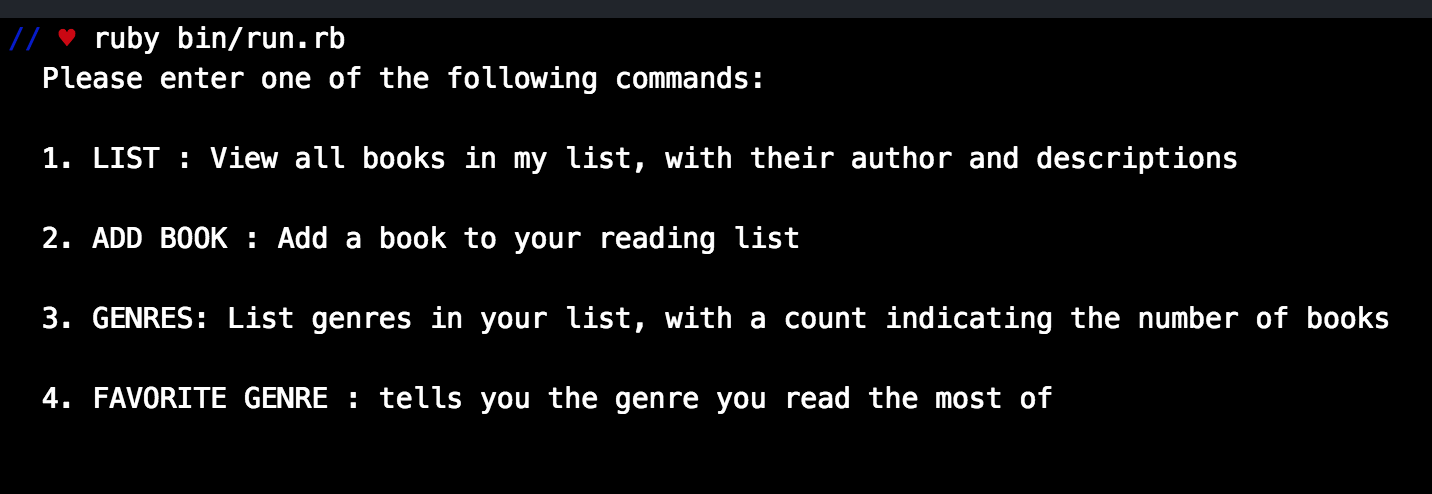 // ♥ ruby bin/run.rb
Please enter one of the following commands:
1. LIST : View all books in my list, with their author and descriptions
2. ADD BOOK : Add a book to your reading list
3. GENRES: List genres in your list, with a count indicating the number of books
4. FAVORITE GENRE : tells you the genre you read the most of